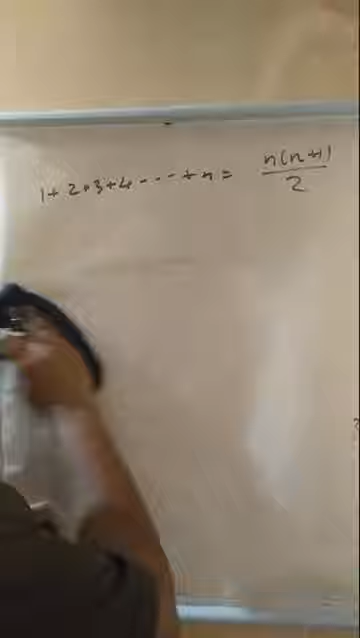 1+2+3+4---+n= n(n+1)/2